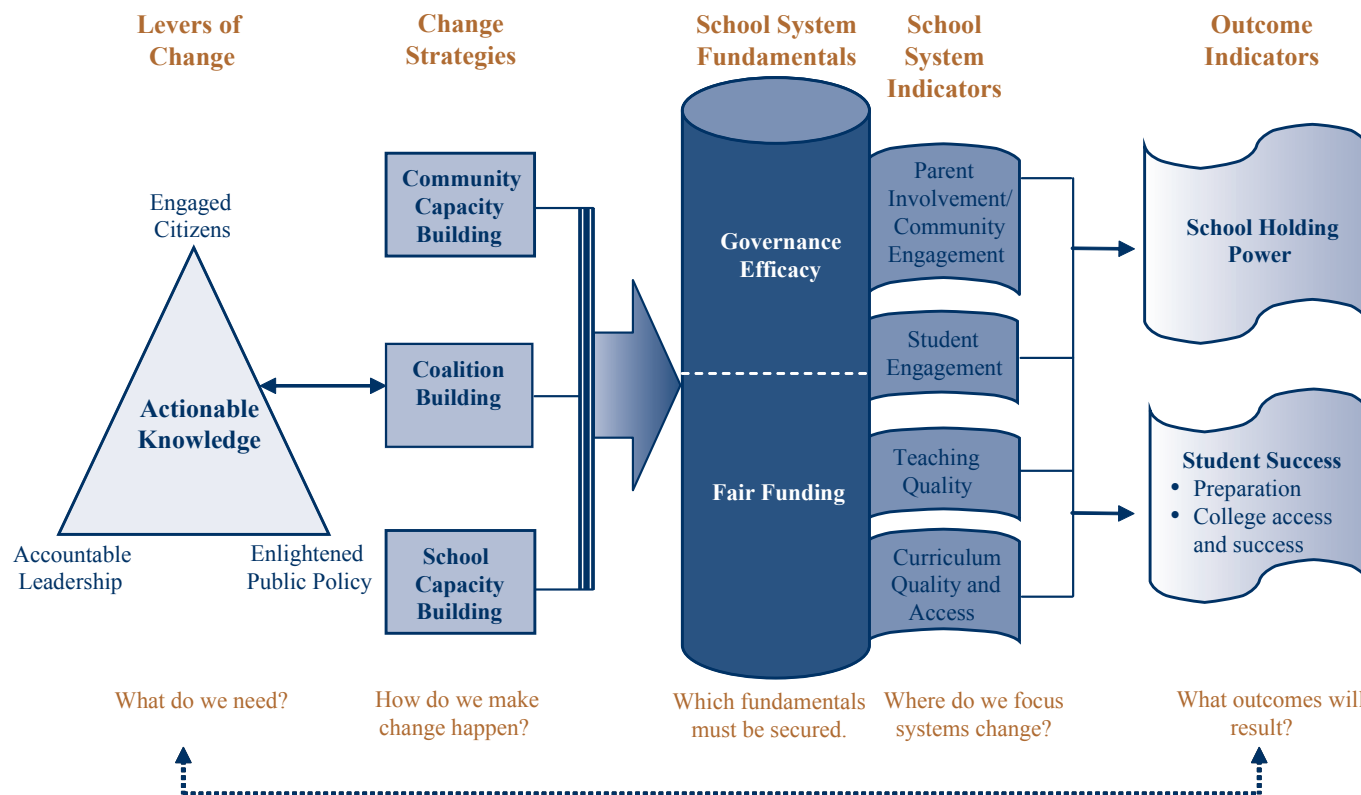 Levers of
Change
Change
Strategies
School System
Fundamentals
School
System
Indicators
Outcome
Indicators
Engaged
Citizens
Actionable
Knowledge
Accountable
Leadership
Enlightened
Public Policy
Community
Capacity
Building
Coalition
Building
School
Capacity
Building
Governance
Efficacy
Fair Funding
Parent
Involvement/
Community
Engagement
Student
Engagement
Teaching
Quality
Curriculum
Quality and
Access
School Holding
Power
Student Success
• Preparation
• College access
and success
What do we need?
How do we make
change happen?
Which fundamentals
must be secured.
Where do we focus
systems change?
What outcomes will
result?